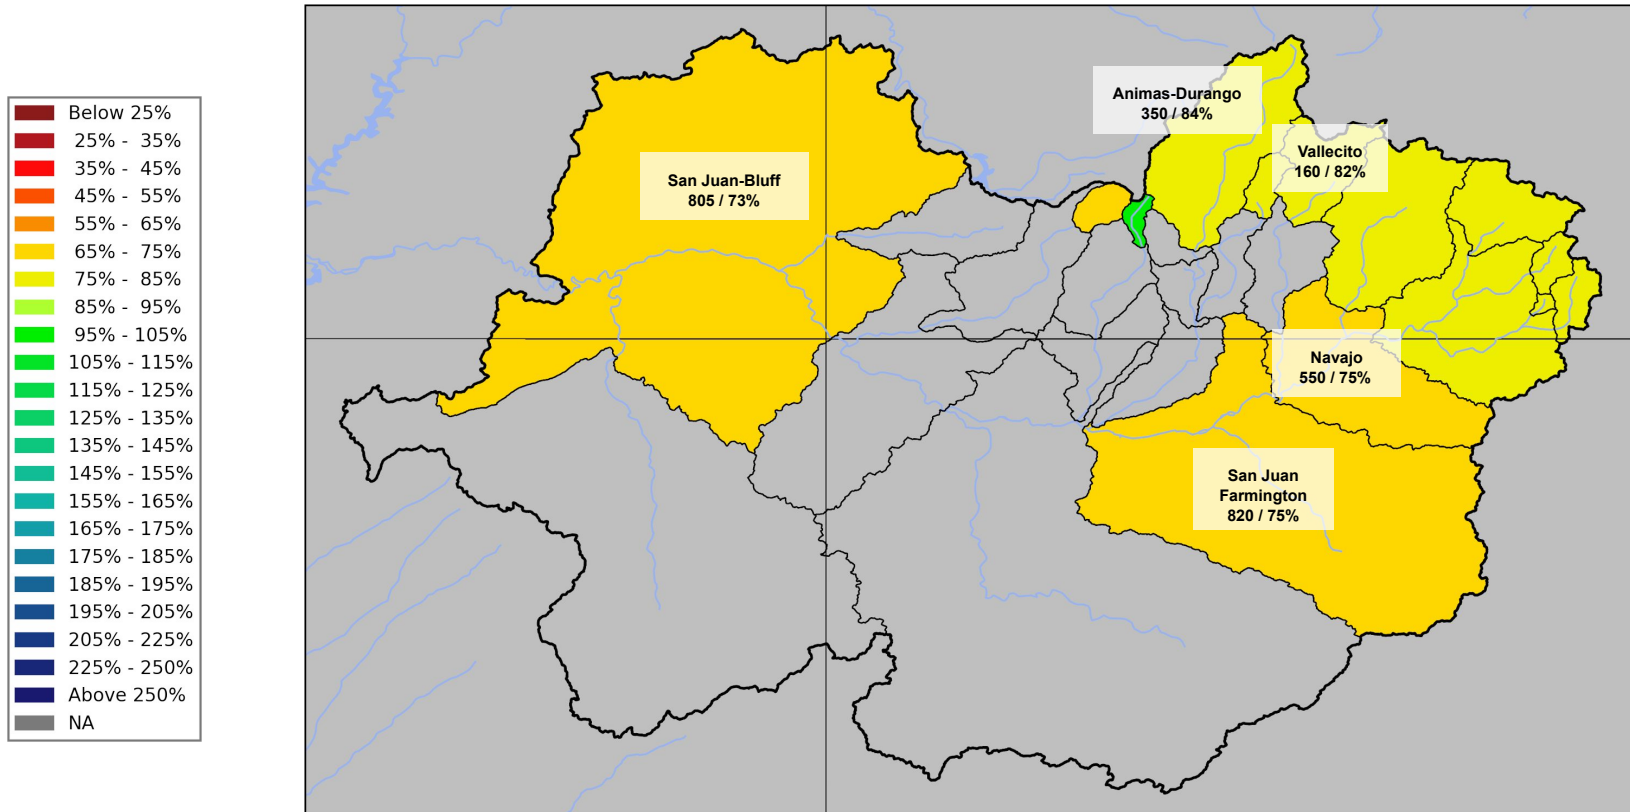 Below 25%
25% - 35%
35% - 45%
45% - 55%
55% - 65%
65% - 75%
75% - 85%
85% - 95%
95% - 105%
105% - 115%
115% - 125%
125% - 135%
135% - 145%
145% - 155%
155% - 165%
165% - 175%
175% - 185%
185% - 195%
195% - 205%
205% - 225%
225% - 250%
Above 250%
NA
Animas-Durango
350 / 84%
Vallecito
160 / 82%
San Juan-Bluff
805 / 73%
Navajo
550 / 75%
San Juan
Farmington
820 / 75%